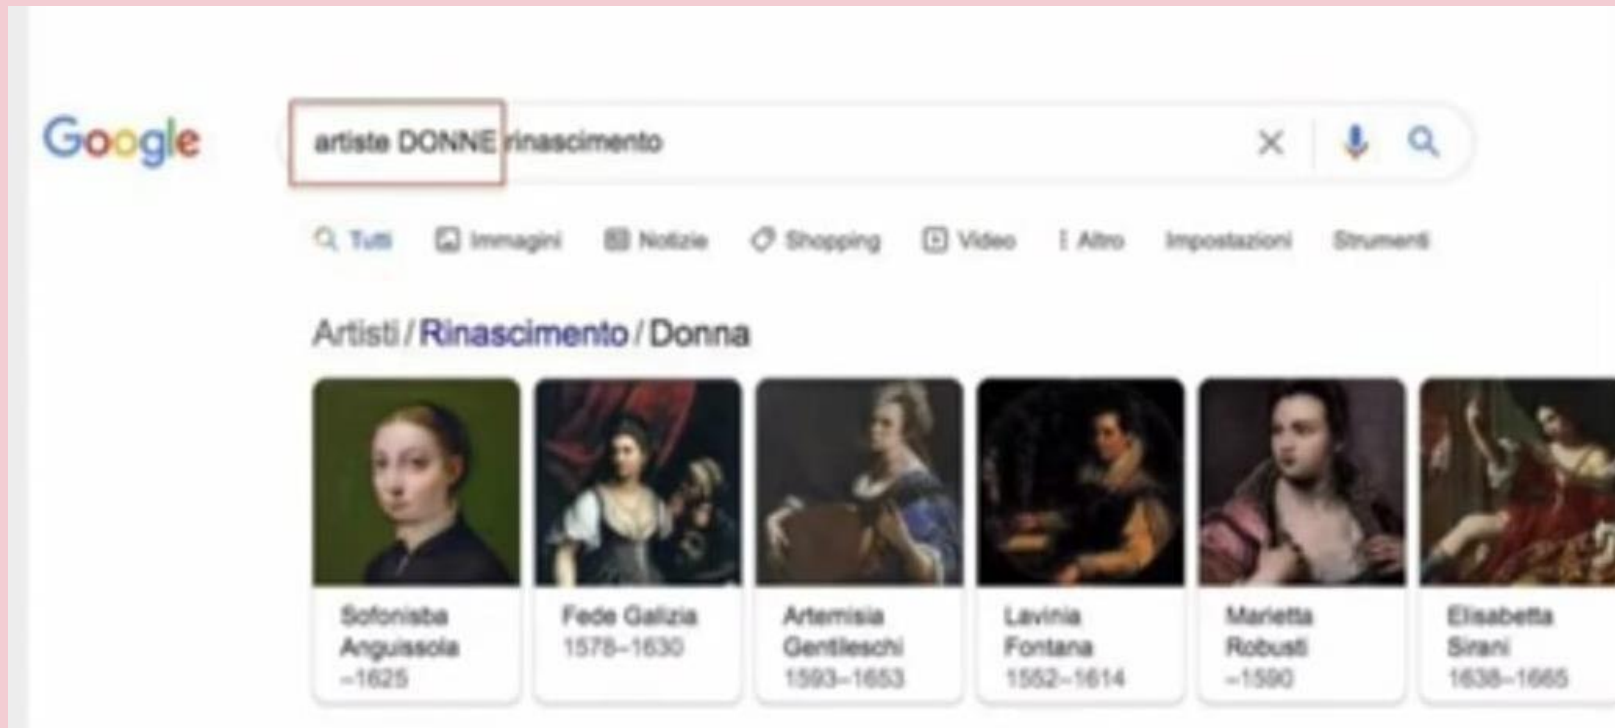 Google
artiste DONNE rinascimento
Tutti Immagini Notizie Shopping Video Altro Impostazioni Strumenti
Artisti / Rinascimento / Donna
Sofonisba
Anguissola
–1625
Fede Galizia
1578–1630
Artemisia
Gentileschi
1593–1653
Lavinia
Fontana
1552–1614
Marietta
Robusti
–1590
Elisabetta
Sirani
1638–1665